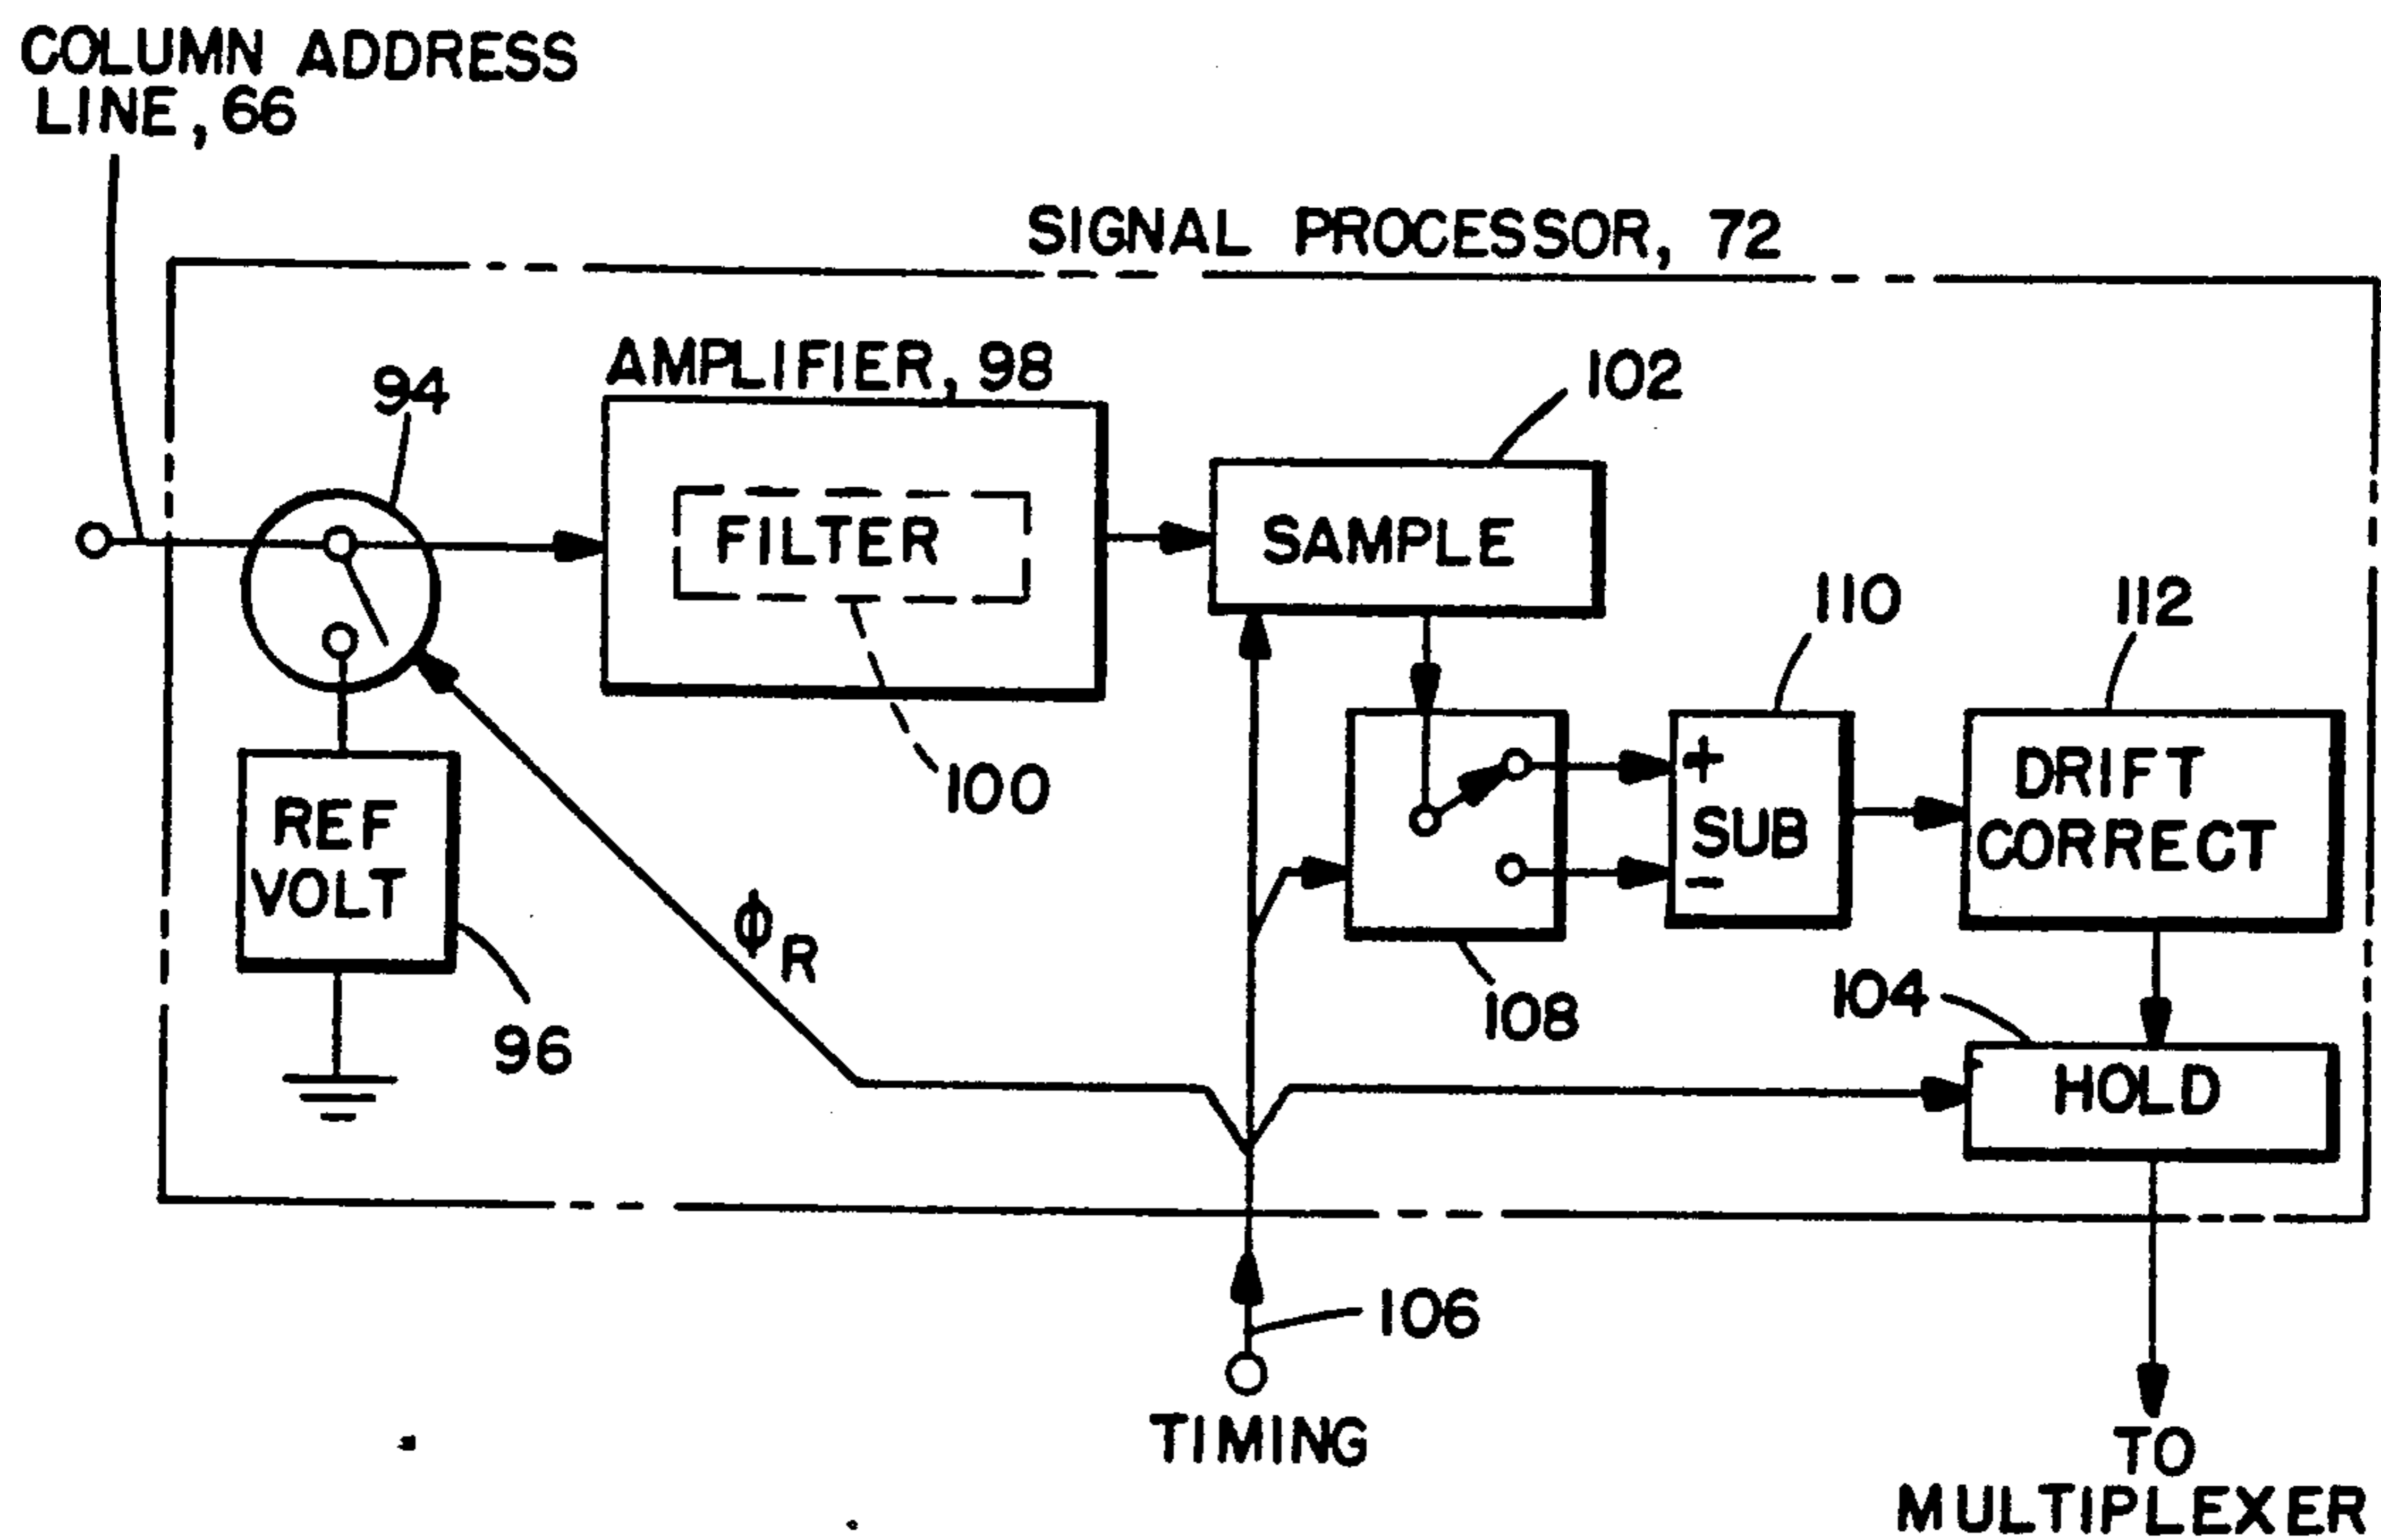 COLUMN ADDRESS
LINE, 66
SIGNAL PROCESSOR, 72
AMPLIFIER, 98
94
102
FILTER
SAMPLE
110
112
100
+
SUB
-
DRIFT
CORRECT
REF
VOLT
ϕR
96
108
104
HOLD
106
TIMING
TO
MULTIPLEXER